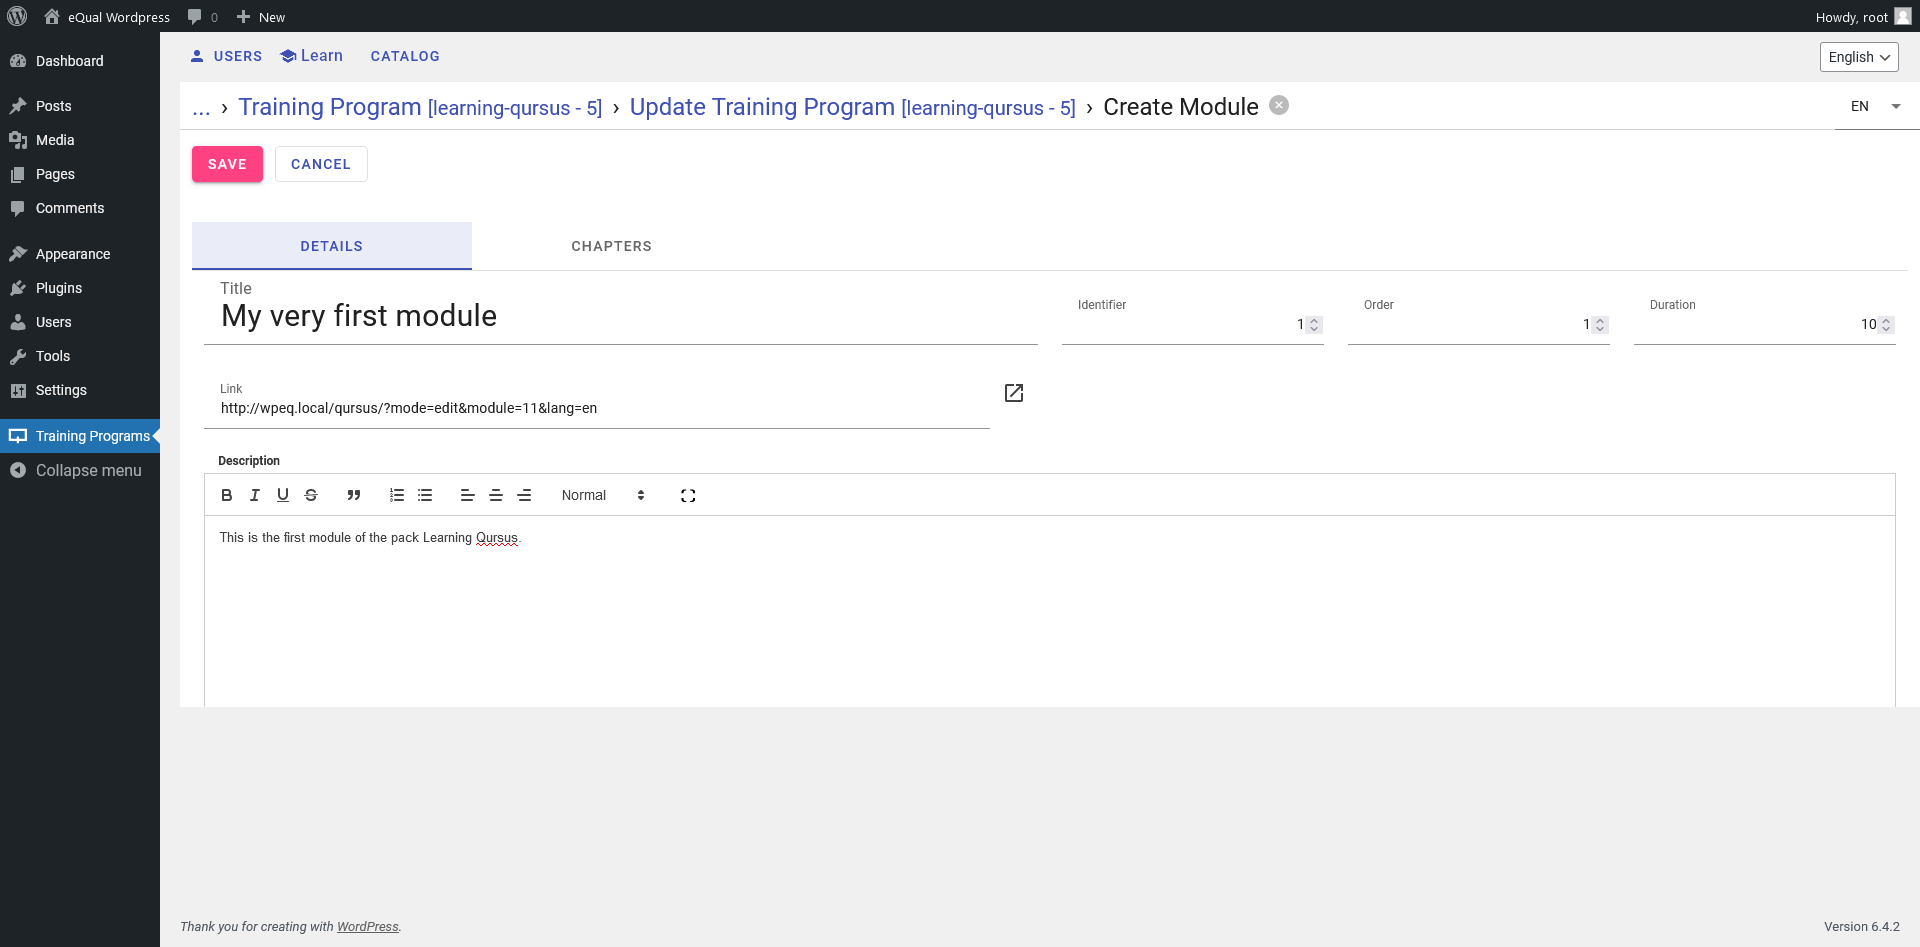 eQual Wordpress 0 New Howdy, root
Dashboard
Posts
Media
Pages
Comments
Appearance
Plugins
Users
Tools
Settings
Training Programs
Collapse menu
USERS Learn CATALOG English
... › Training Program [learning-qursus - 5] › Update Training Program [learning-qursus - 5] › Create Module EN
SAVE CANCEL
DETAILS CHAPTERS
Title
My very first module
Identifier
1
Order
1
Duration
10
Link
http://wpeq.local/qursus/?mode=edit&module=11&lang=en
Description
Normal
This is the first module of the pack Learning Qursus.
Thank you for creating with WordPress. Version 6.4.2